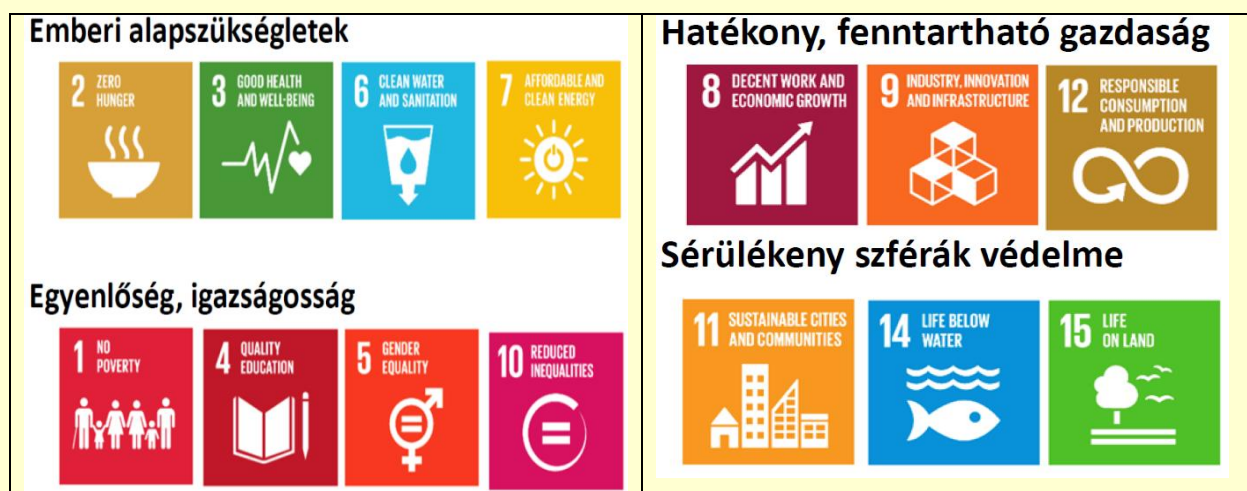 Emberi alapszükségletek
2 ZERO
HUNGER
3 GOOD HEALTH
AND WELL-BEING
6 CLEAN WATER
AND SANITATION
7 AFFORDABLE AND
CLEAN ENERGY
Egyenlőség, igazságosság
1 NO
POVERTY
4 QUALITY
EDUCATION
5 GENDER
EQUALITY
10 REDUCED
INEQUALITIES
Hatékony, fenntartható gazdaság
8 DECENT WORK AND
ECONOMIC GROWTH
9 INDUSTRY, INNOVATION
AND INFRASTRUCTURE
12 RESPONSIBLE
CONSUMPTION
AND PRODUCTION
Sérülékeny szférák védelme
11 SUSTAINABLE CITIES
AND COMMUNITIES
14 LIFE BELOW
WATER
15 LIFE
ON LAND